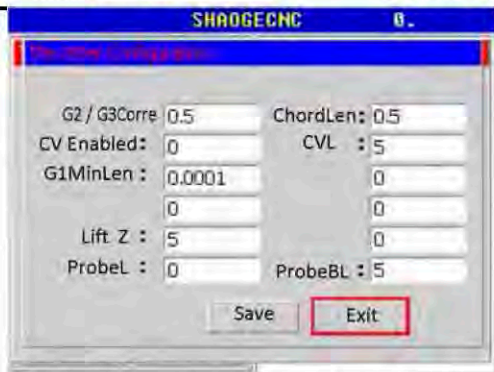 SHAOGECNC 0.
G2 / G3Corre 0.5 ChordLen: 0.5
CV Enabled: 0 CVL : 5
G1MinLen : 0.0001 0
0 0
Lift Z : 5 0
ProbeL : 0 ProbeBL : 5
Save Exit